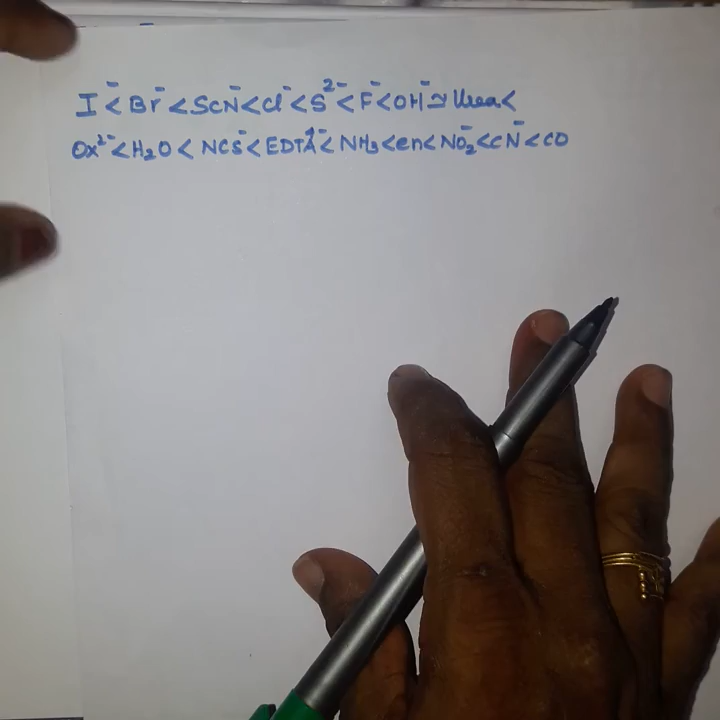 I⁻ < Br⁻ < SCN⁻ < Cl⁻ < S²⁻ < F⁻ < OH⁻ ≃ Urea <
Ox²⁻ < H₂O < NCS⁻ < EDTA⁴⁻ < NH₃ < en < NO₂⁻ < CN⁻ < CO